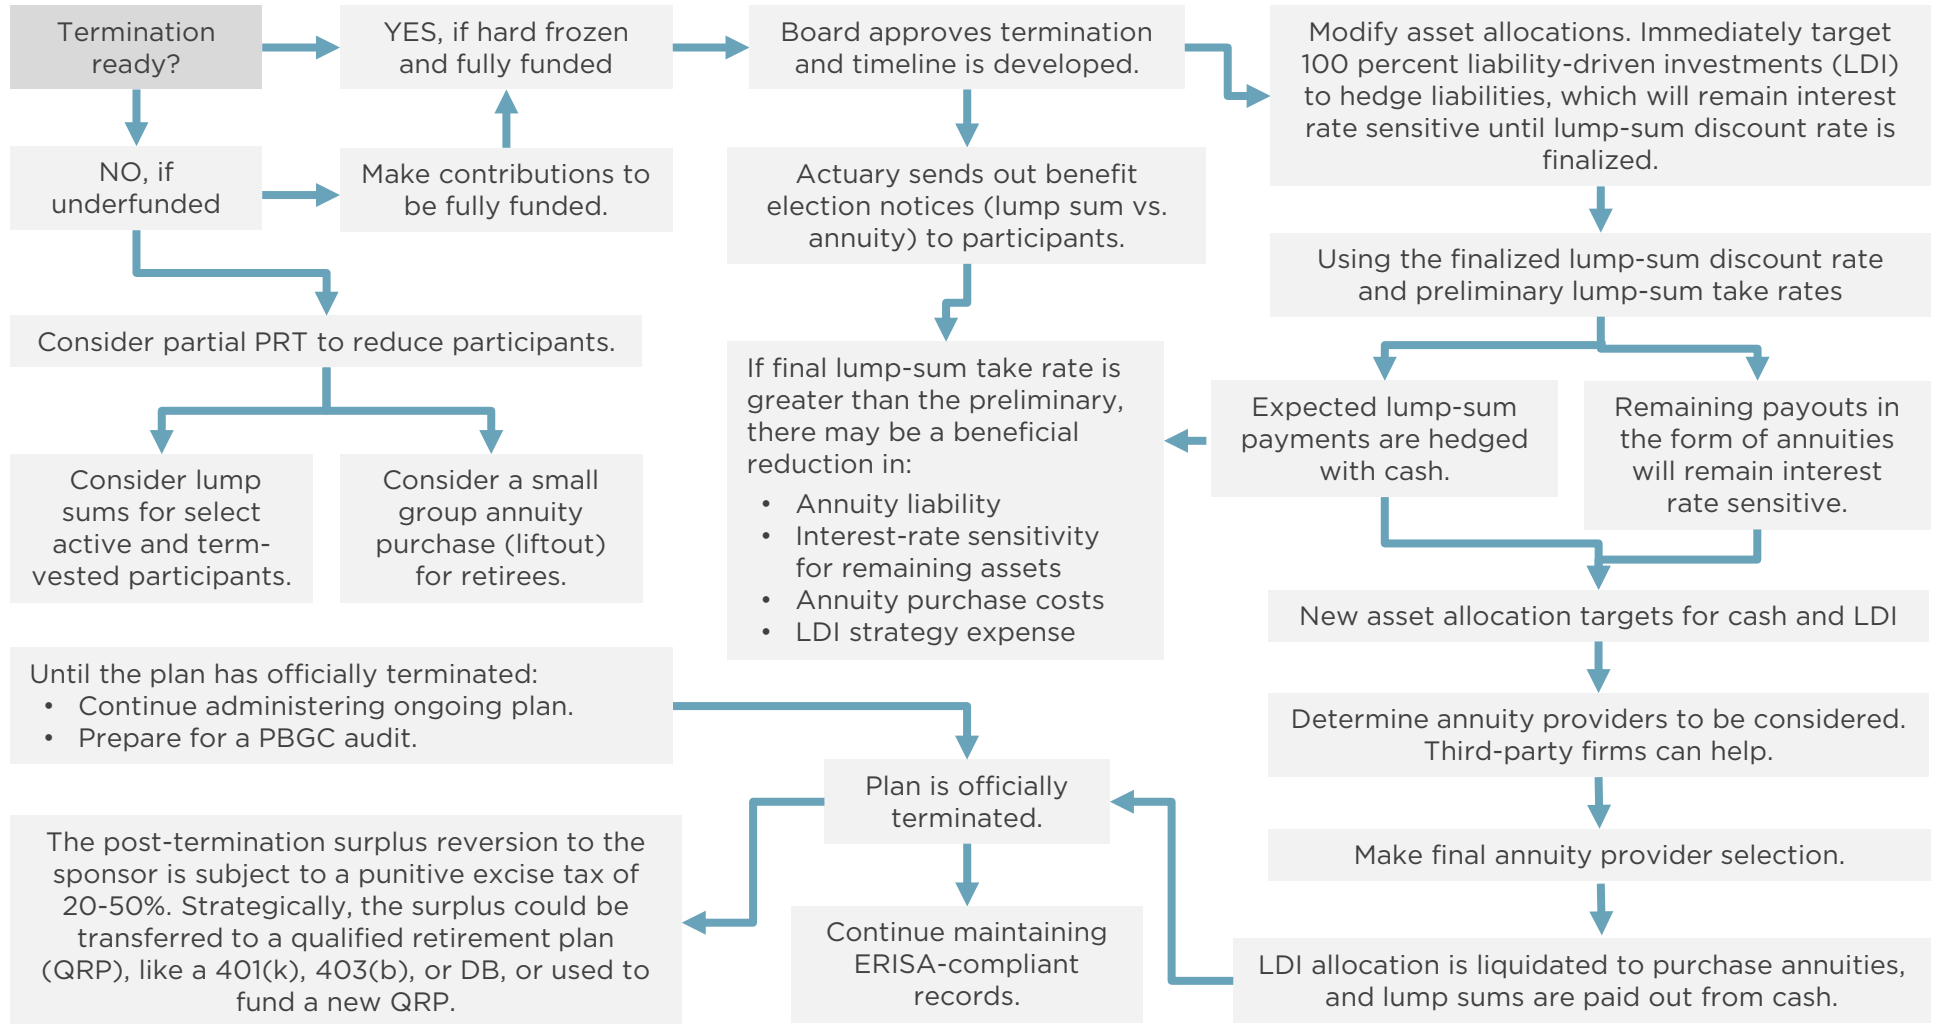 Termination
ready?
YES, if hard frozen
and fully funded
Board approves termination
and timeline is developed.
Modify asset allocations. Immediately target
100 percent liability-driven investments (LDI)
to hedge liabilities, which will remain interest
rate sensitive until lump-sum discount rate is
finalized.
NO, if
underfunded
Make contributions to
be fully funded.
Actuary sends out benefit
election notices (lump sum vs.
annuity) to participants.
Using the finalized lump-sum discount rate
and preliminary lump-sum take rates
Consider partial PRT to reduce participants.
Consider lump
sums for select
active and term-
vested participants.
Consider a small
group annuity
purchase (liftout)
for retirees.
If final lump-sum take rate is
greater than the preliminary,
there may be a beneficial
reduction in:
• Annuity liability
• Interest-rate sensitivity
for remaining assets
• Annuity purchase costs
• LDI strategy expense
Expected lump-sum
payments are hedged
with cash.
Remaining payouts in
the form of annuities
will remain interest
rate sensitive.
New asset allocation targets for cash and LDI
Until the plan has officially terminated:
• Continue administering ongoing plan.
• Prepare for a PBGC audit.
Determine annuity providers to be considered.
Third-party firms can help.
Plan is officially
terminated.
Make final annuity provider selection.
The post-termination surplus reversion to the
sponsor is subject to a punitive excise tax of
20-50%. Strategically, the surplus could be
transferred to a qualified retirement plan
(QRP), like a 401(k), 403(b), or DB, or used to
fund a new QRP.
Continue maintaining
ERISA-compliant
records.
LDI allocation is liquidated to purchase annuities,
and lump sums are paid out from cash.